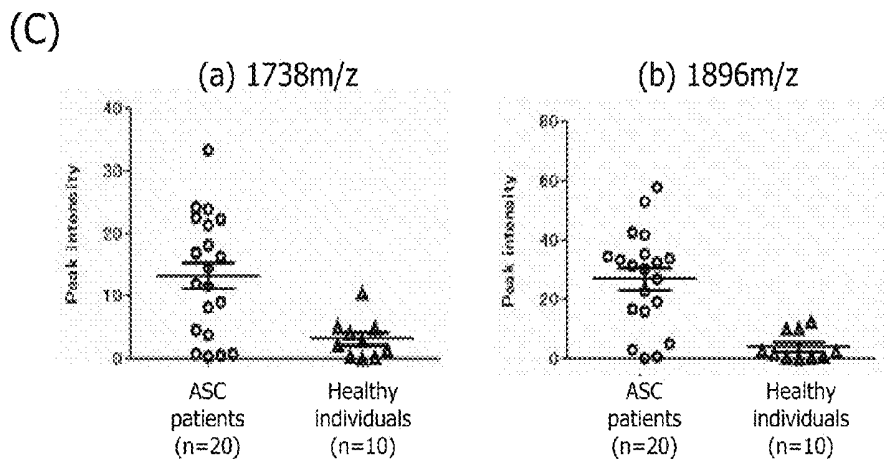 (C)
(a) 1738m/z
40
30
20
10
0
Peak intensity
ASC patients (n=20)
Healthy individuals (n=10)
(b) 1896m/z
80
60
40
20
0
Peak intensity
ASC patients (n=20)
Healthy individuals (n=10)